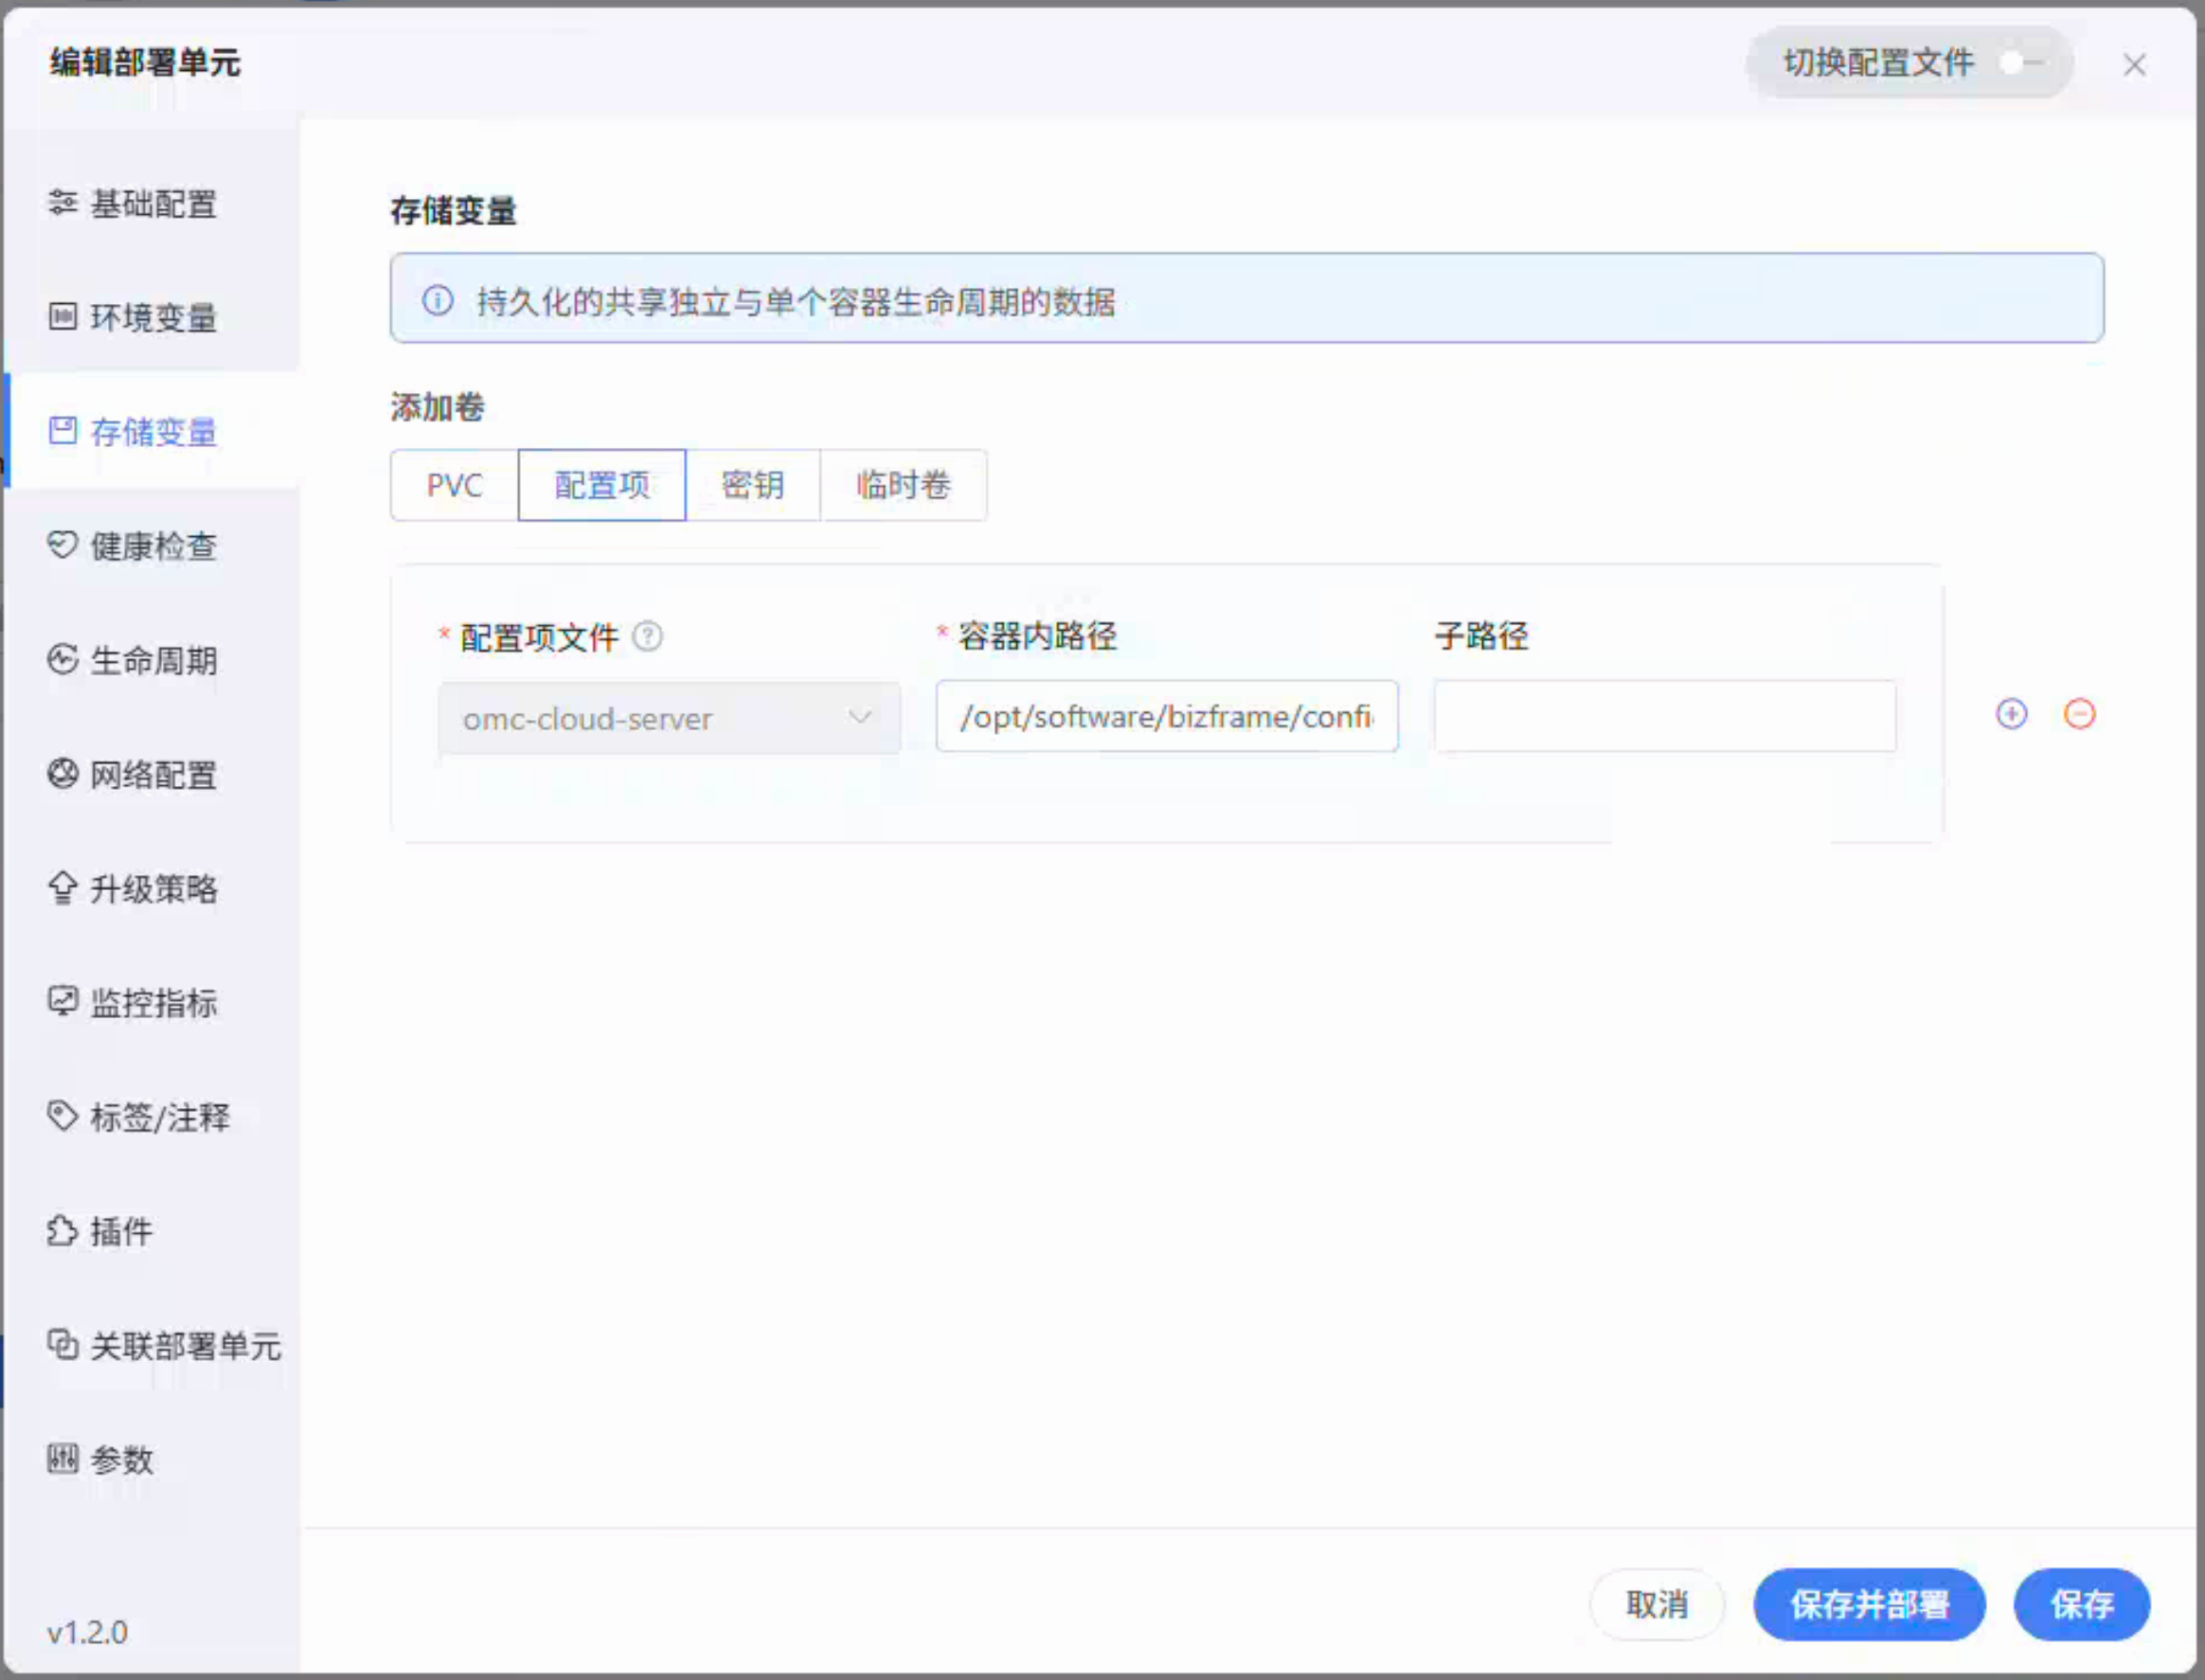 编辑部署单元
切换配置文件
基础配置
环境变量
存储变量
健康检查
生命周期
网络配置
升级策略
监控指标
标签/注释
插件
关联部署单元
参数
v1.2.0
存储变量
持久化的共享独立与单个容器生命周期的数据
添加卷
PVC 配置项 密钥 临时卷
* 配置项文件 * 容器内路径 子路径
omc-cloud-server /opt/software/bizframe/confi
取消 保存并部署 保存